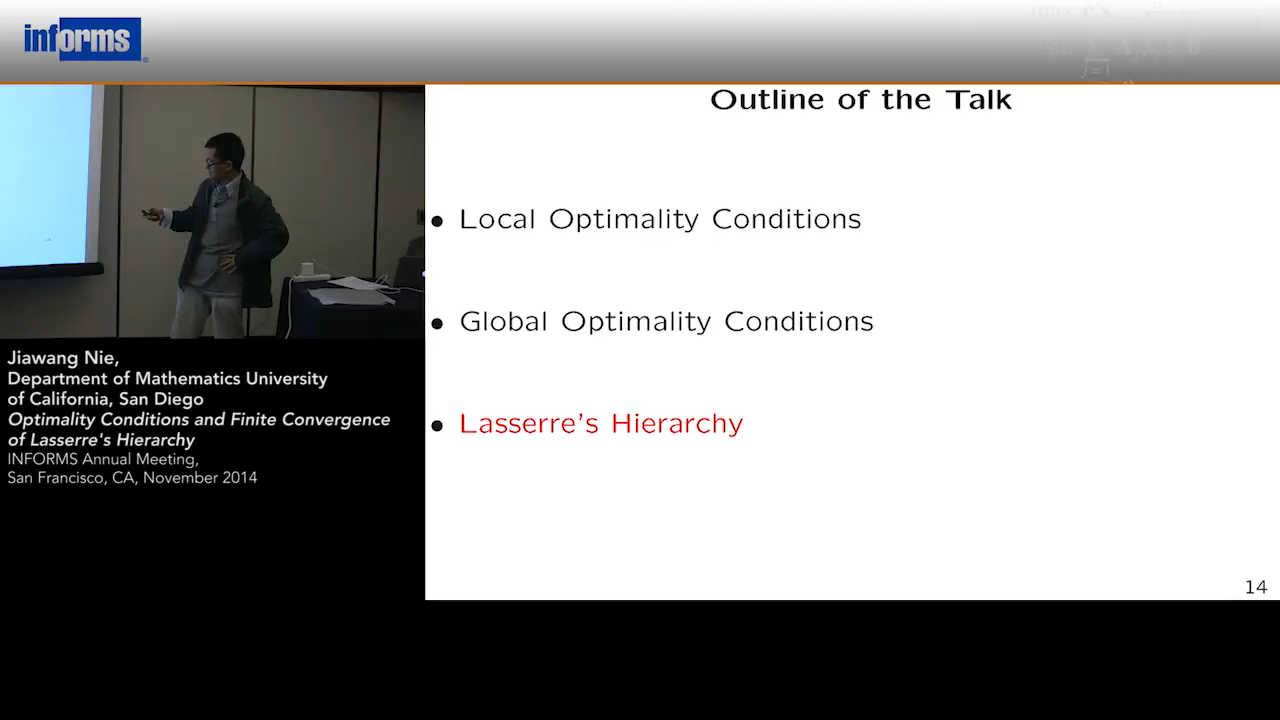 informs
Outline of the Talk
• Local Optimality Conditions
• Global Optimality Conditions
• Lasserre's Hierarchy
14
Jiawang Nie,
Department of Mathematics University
of California, San Diego
Optimality Conditions and Finite Convergence
of Lasserre's Hierarchy
INFORMS Annual Meeting,
San Francisco, CA, November 2014